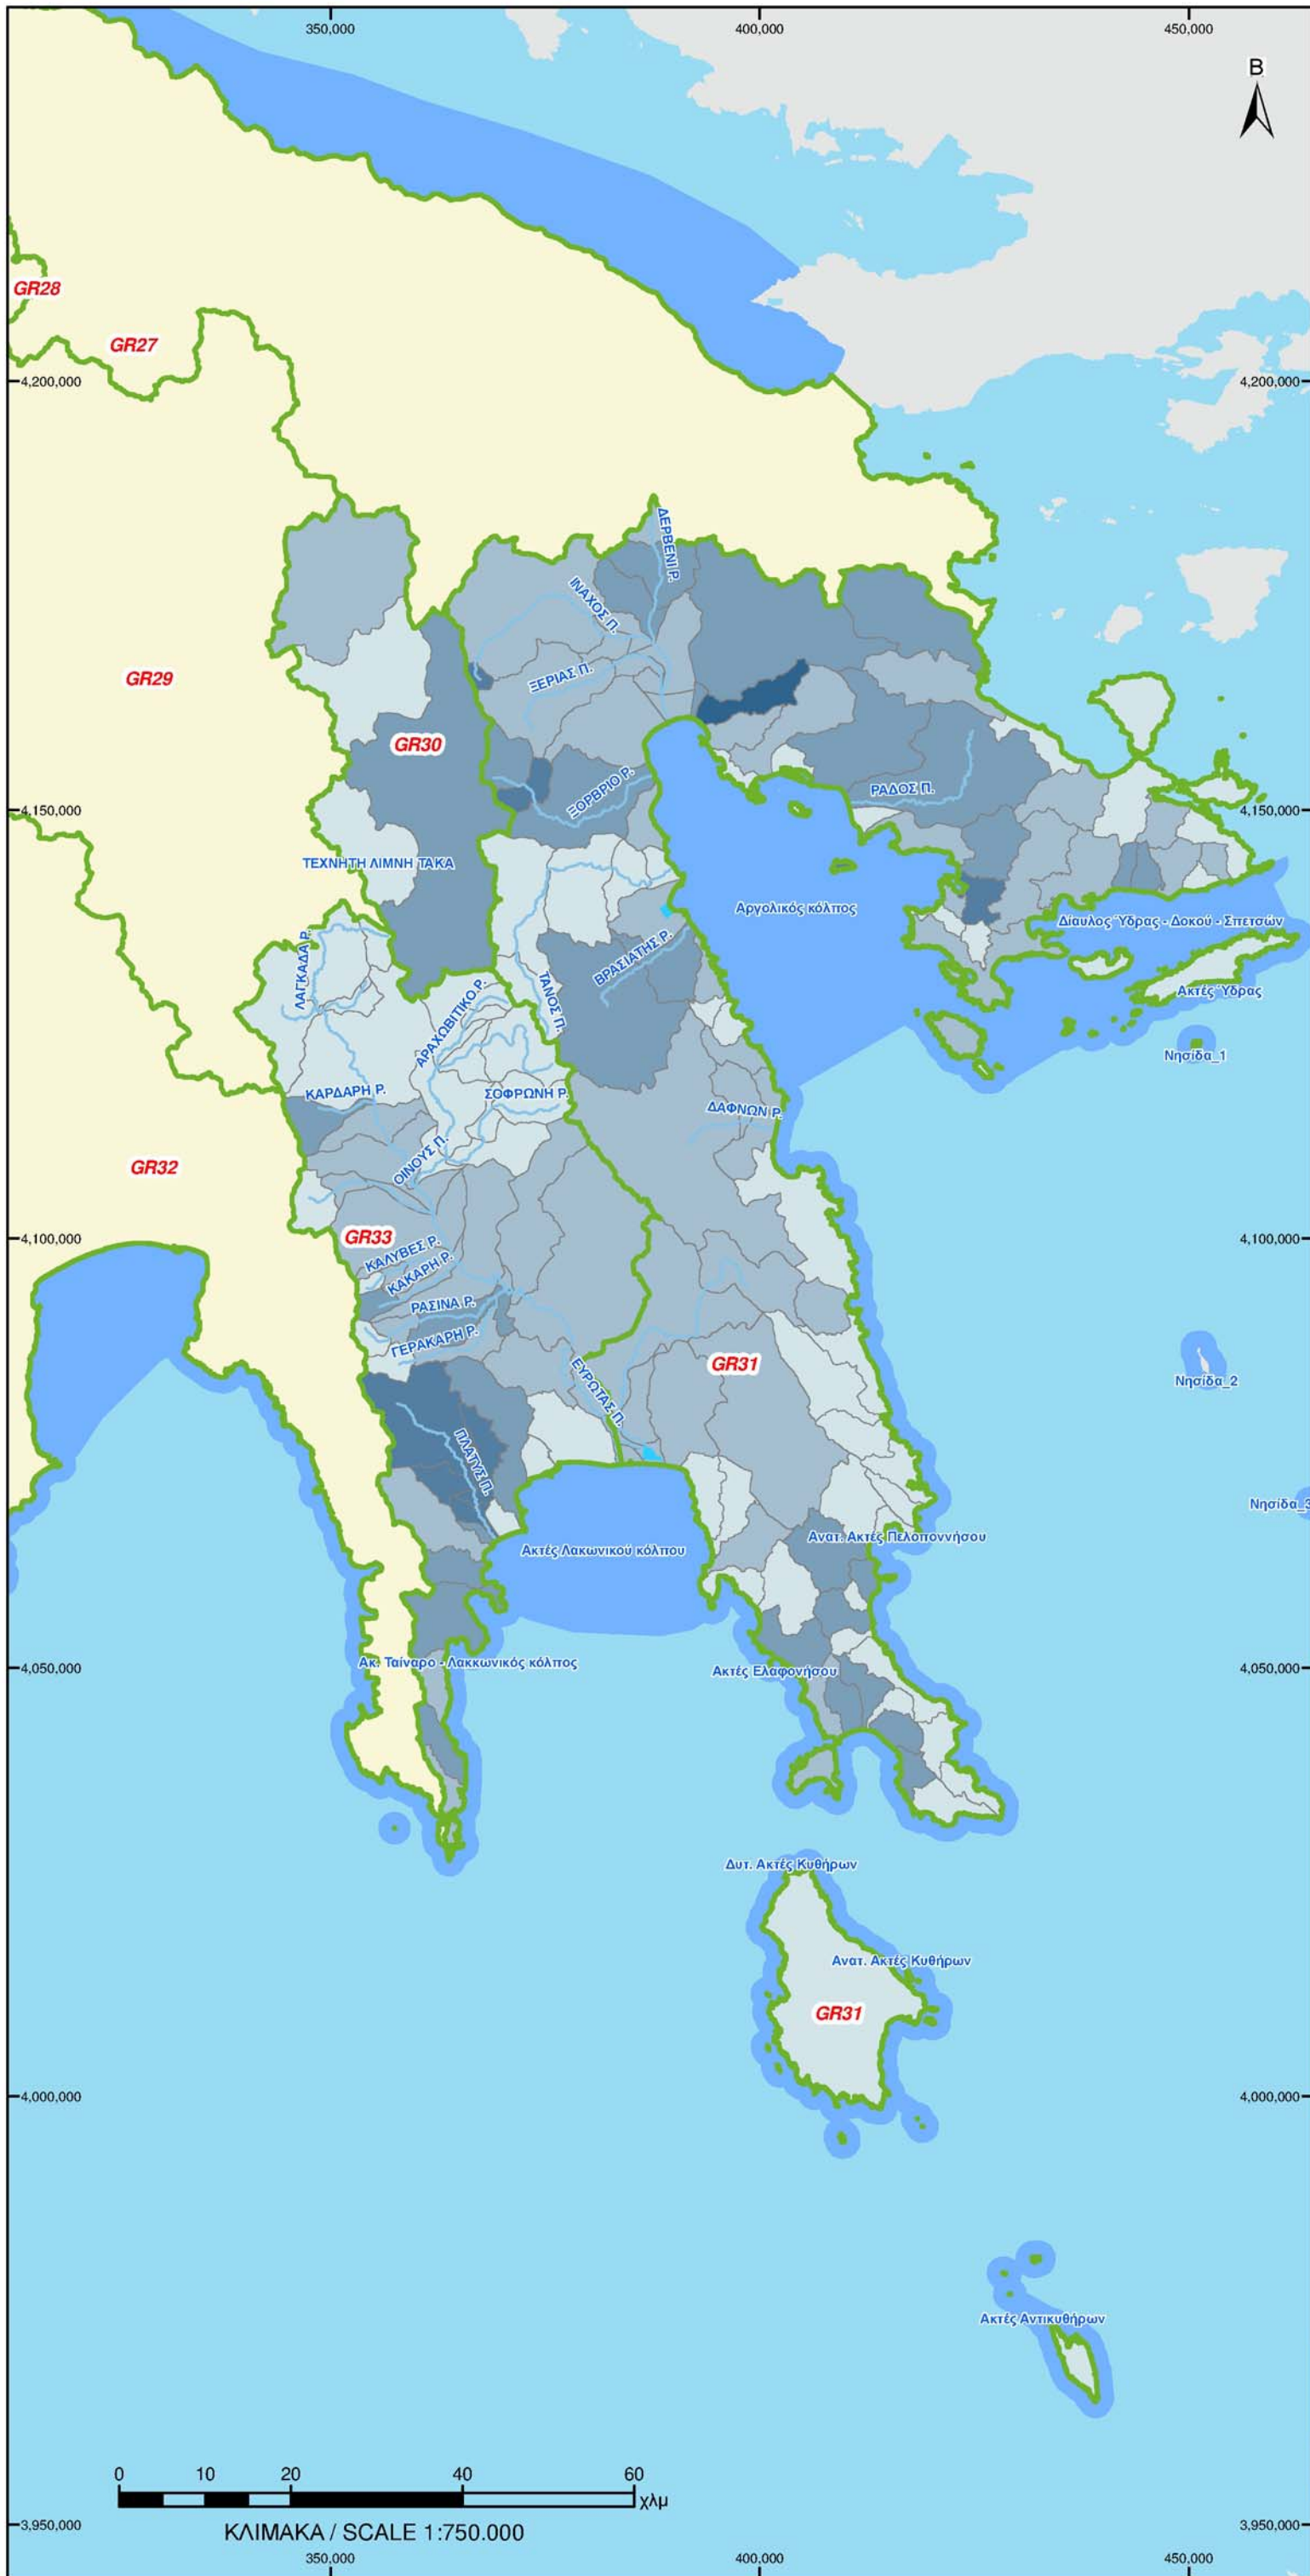 350,000
400,000
450,000
B
GR28
GR27
4,200,000
4,200,000
ΔΕΡΒΕΝΙ Ρ.
ΙΝΑΧΟΣ Π.
ΞΕΡΙΑΣ Π.
GR29
GR30
ΞΟΡΒΡΙΟ Ρ.
ΡΑΔΟΣ Π.
4,150,000
4,150,000
ΤΕΧΝΗΤΗ ΛΙΜΝΗ ΤΑΚΑ
Αργολικός κόλπος
Δίαυλος Ύδρας - Δοκού - Σπετσών
ΒΡΑΣΙΑΤΗΣ Ρ.
ΛΑΓΚΑΔΑ Ρ.
ΤΑΝΟΣ Π.
Ακτές Ύδρας
ΑΡΑΧΩΒΙΤΙΚΟ Ρ.
Νησίδα_1
ΚΑΡΔΑΡΗ Ρ.
ΣΟΦΡΩΝΗ Ρ.
ΔΑΦΝΩΝ Ρ.
ΟΙΝΟΥΣ Π.
GR32
GR33
4,100,000
4,100,000
ΚΑΛΥΒΕΣ Ρ.
ΚΑΚΑΡΗ Ρ.
ΡΑΣΙΝΑ Ρ.
ΓΕΡΑΚΑΡΗ Ρ.
GR31
ΕΥΡΩΤΑΣ Π.
Νησίδα_2
ΠΛΑΤΥΣ Π.
Νησίδα_3
Ανατ. Ακτές Πελοποννήσου
Ακτές Λακωνικού κόλπου
Ακ. Ταίναρο - Λακκωνικός κόλπος
4,050,000
4,050,000
Ακτές Ελαφονήσου
Δυτ. Ακτές Κυθήρων
Ανατ. Ακτές Κυθήρων
GR31
4,000,000
4,000,000
Ακτές Αντικυθήρων
0 10 20 40 60
χλμ
ΚΛΙΜΑΚΑ / SCALE 1:750.000
3,950,000
3,950,000
350,000
400,000
450,000